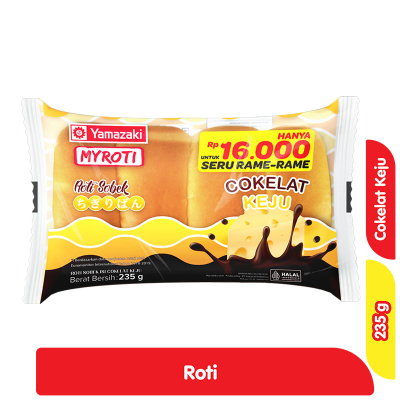 Yamazaki
MYROTI
Roti Sobek
ちぎりぱん
HANYA
Rp 16.000
UNTUK
SERU RAME-RAME
COKELAT
KEJU
Berat Bersih: 235 g
HALAL
Cokelat Keju
235 g
Roti